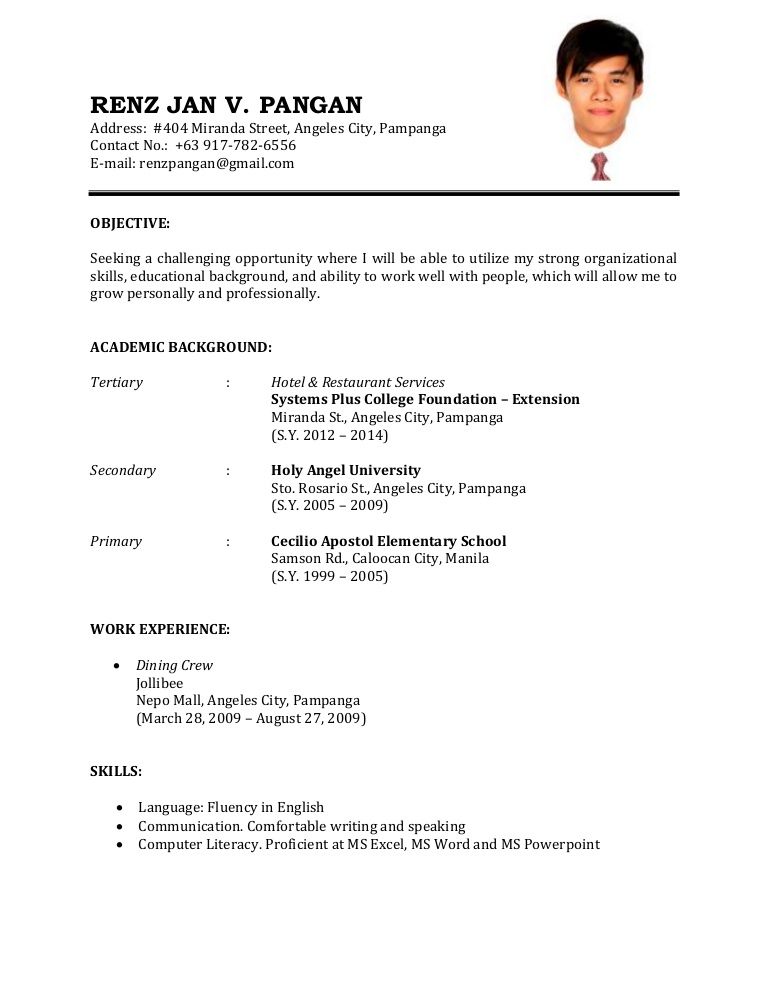 RENZ JAN V. PANGAN
Address:  #404 Miranda Street, Angeles City, Pampanga
Contact No.:  +63 917-782-6556
E-mail: renzpangan@gmail.com
OBJECTIVE:
Seeking a challenging opportunity where I will be able to utilize my strong organizational
skills, educational background, and ability to work well with people, which will allow me to
grow personally and professionally.
ACADEMIC BACKGROUND:
Tertiary : Hotel & Restaurant Services
Systems Plus College Foundation – Extension
Miranda St., Angeles City, Pampanga
(S.Y. 2012 – 2014)
Secondary : Holy Angel University
Sto. Rosario St., Angeles City, Pampanga
(S.Y. 2005 – 2009)
Primary : Cecilio Apostol Elementary School
Samson Rd., Caloocan City, Manila
(S.Y. 1999 – 2005)
WORK EXPERIENCE:
• Dining Crew
Jollibee
Nepo Mall, Angeles City, Pampanga
(March 28, 2009 – August 27, 2009)
SKILLS:
• Language: Fluency in English
• Communication. Comfortable writing and speaking
• Computer Literacy. Proficient at MS Excel, MS Word and MS Powerpoint